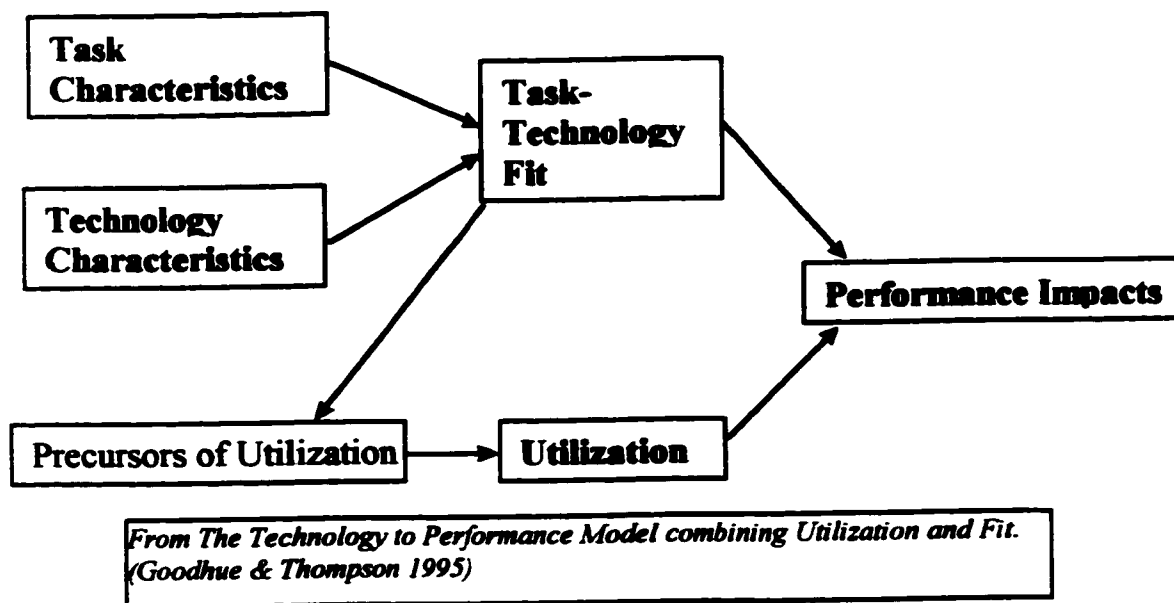 Task
Characteristics
Task-
Technology
Fit
Technology
Characteristics
Performance Impacts
Precursors of Utilization
Utilization
From The Technology to Performance Model combining Utilization and Fit.
(Goodhue & Thompson 1995)